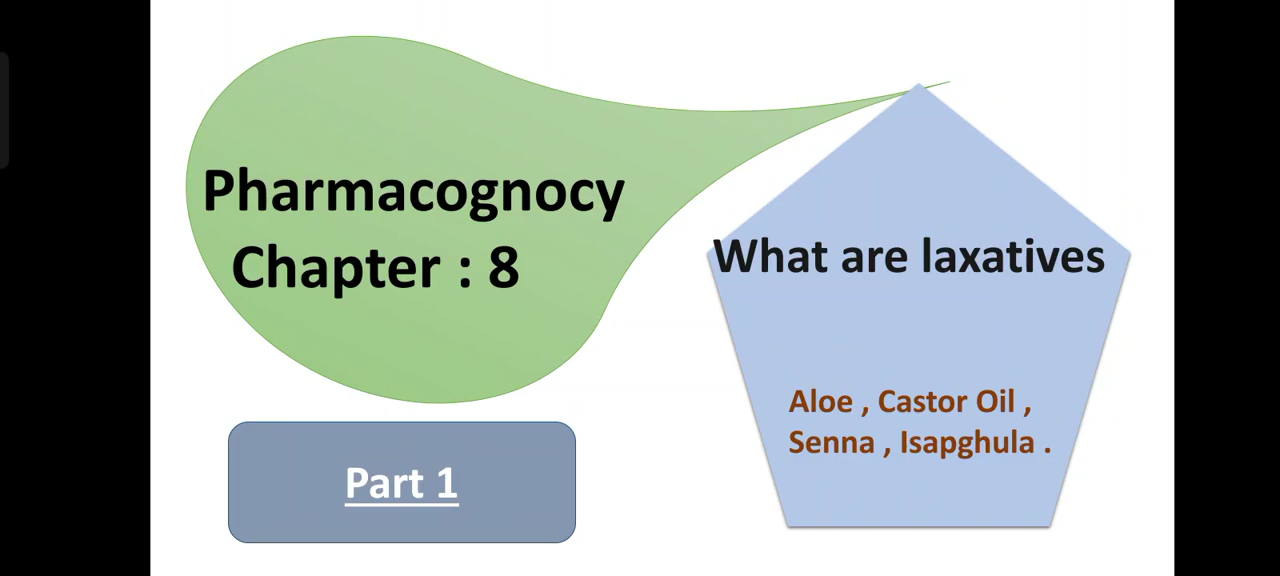 Pharmacognocy
Chapter : 8
What are laxatives
Aloe , Castor Oil ,
Senna , Isapghula .
Part 1